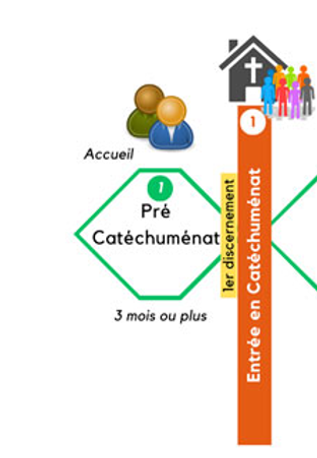 Accueil
1
Pré
Catéchuménat
3 mois ou plus
1er discernement
1
Entrée en Catéchuménat